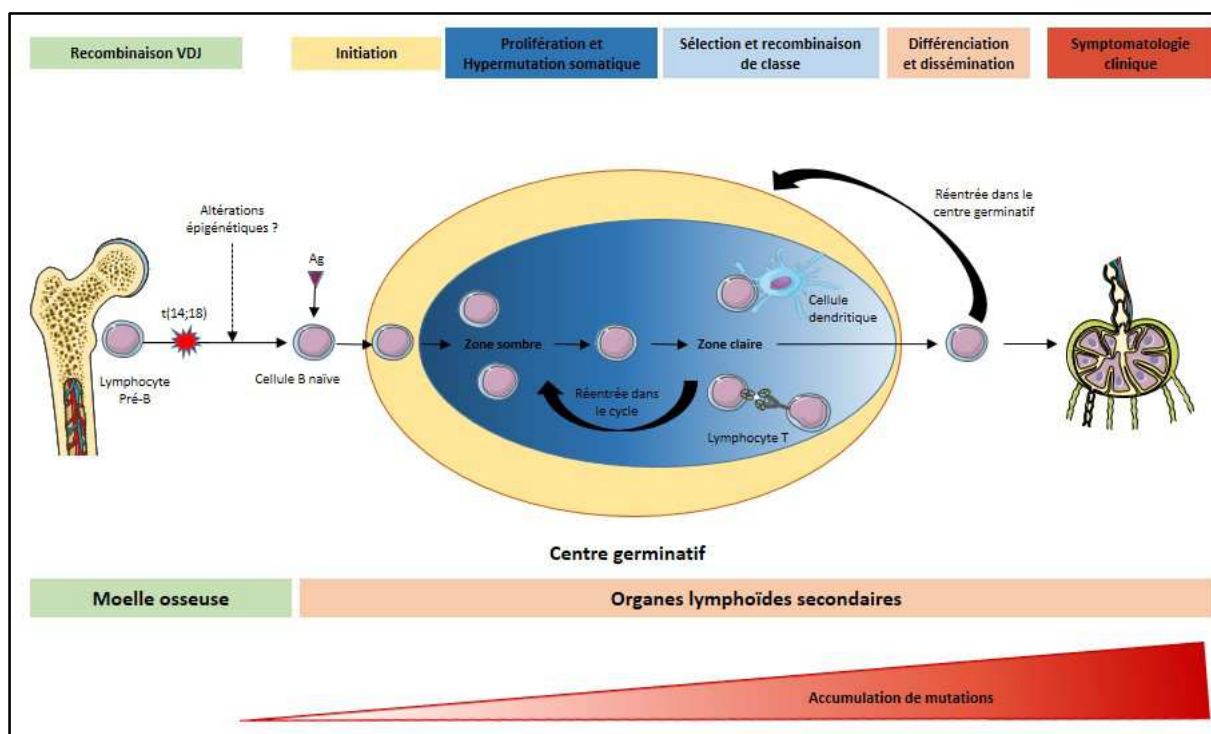 Recombinaison VDJ
Initiation
Prolifération et
Hypermutation somatique
Sélection et recombinaison
de classe
Différenciation
et dissémination
Symptomatologie
clinique
Altérations
épigénétiques ?
Ag
t(14;18)
Lymphocyte
Pré-B
Cellule B naïve
Zone sombre
Zone claire
Cellule
dendritique
Réentrée dans
le cycle
Lymphocyte T
Réentrée dans le
centre germinatif
Centre germinatif
Moelle osseuse
Organes lymphoïdes secondaires
Accumulation de mutations